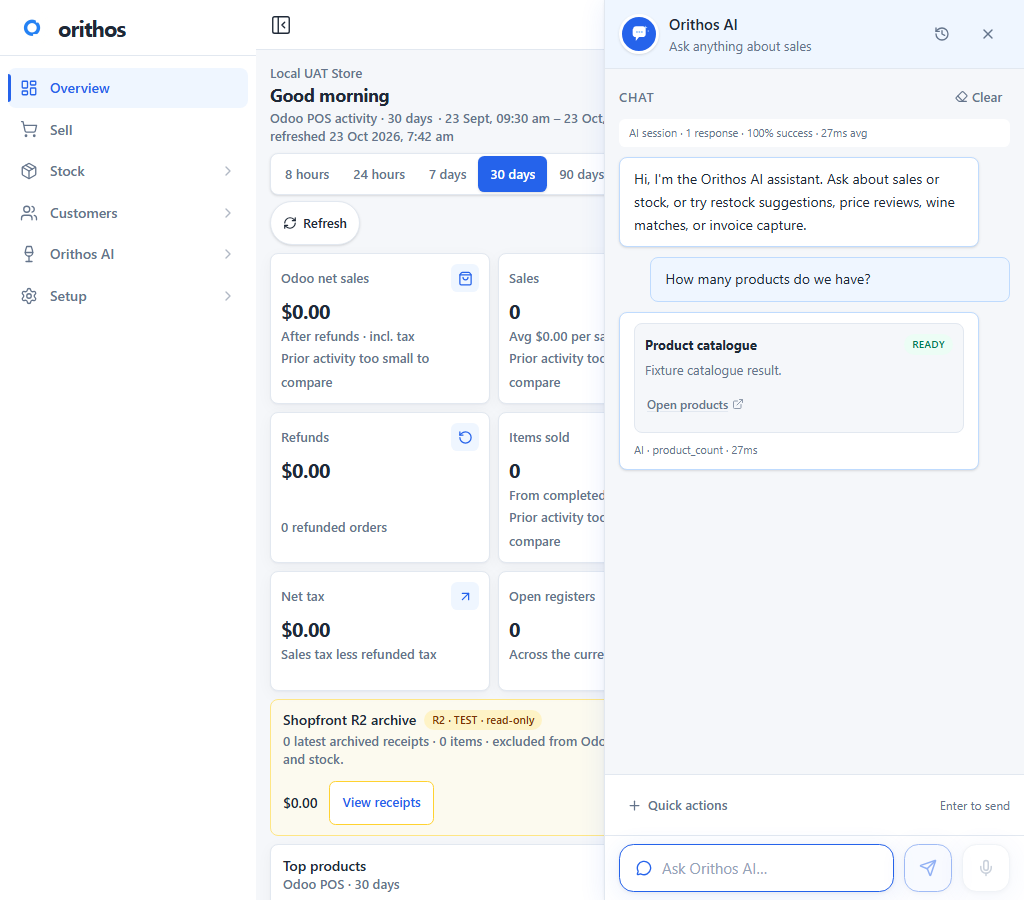 orithos
Overview
Sell
Stock
Customers
Orithos AI
Setup
Local UAT Store
Good morning
Odoo POS activity · 30 days · 23 Sept, 09:30 am – 23 Oct,
refreshed 23 Oct 2026, 7:42 am
8 hours
24 hours
7 days
30 days
90 days
Refresh
Odoo net sales
$0.00
After refunds · incl. tax
Prior activity too small to
compare
Sales
0
Avg $0.00 per sa
Prior activity too
compare
Refunds
$0.00
0 refunded orders
Items sold
0
From completed
Prior activity too
compare
Net tax
$0.00
Sales tax less refunded tax
Open registers
0
Across the curre
Shopfront R2 archive
R2 · TEST · read-only
0 latest archived receipts · 0 items · excluded from Odo
and stock.
$0.00
View receipts
Top products
Odoo POS · 30 days
Orithos AI
Ask anything about sales
CHAT
Clear
AI session · 1 response · 100% success · 27ms avg
Hi, I'm the Orithos AI assistant. Ask about sales or
stock, or try restock suggestions, price reviews, wine
matches, or invoice capture.
How many products do we have?
Product catalogue
READY
Fixture catalogue result.
Open products
AI · product_count · 27ms
Quick actions
Enter to send
Ask Orithos AI...